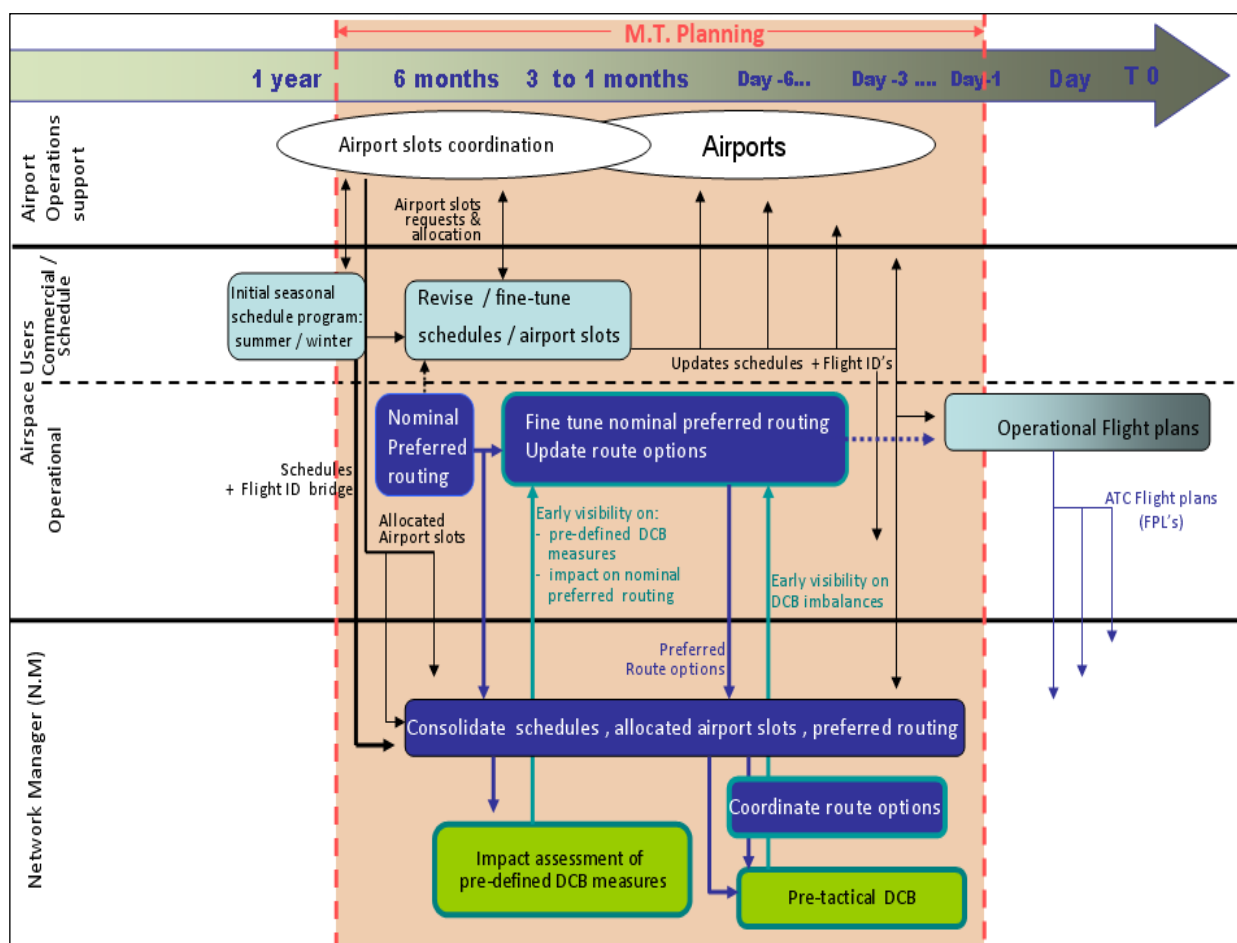 M.T. Planning
1 year
6 months
3 to 1 months
Day -6...
Day -3 ....
Day-1
Day
T 0
Airport
Operations
support
Airport slots coordination
Airports
Airport slots
requests &
allocation
Airspace Users
Commercial /
Schedule
Initial seasonal
schedule program:
summer / winter
Revise / fine-tune
schedules / airport slots
Updates schedules + Flight ID's
Operational
Nominal
Preferred
routing
Fine tune nominal preferred routing
Update route options
Operational Flight plans
Schedules
+ Flight ID bridge
Allocated
Airport slots
Early visibility on:
- pre-defined DCB
measures
- impact on nominal
preferred routing
Early visibility on
DCB imbalances
ATC Flight plans
(FPL's)
Network Manager (N.M)
Preferred
Route options
Consolidate schedules , allocated airport slots , preferred routing
Coordinate route options
Impact assessment of
pre-defined DCB measures
Pre-tactical DCB